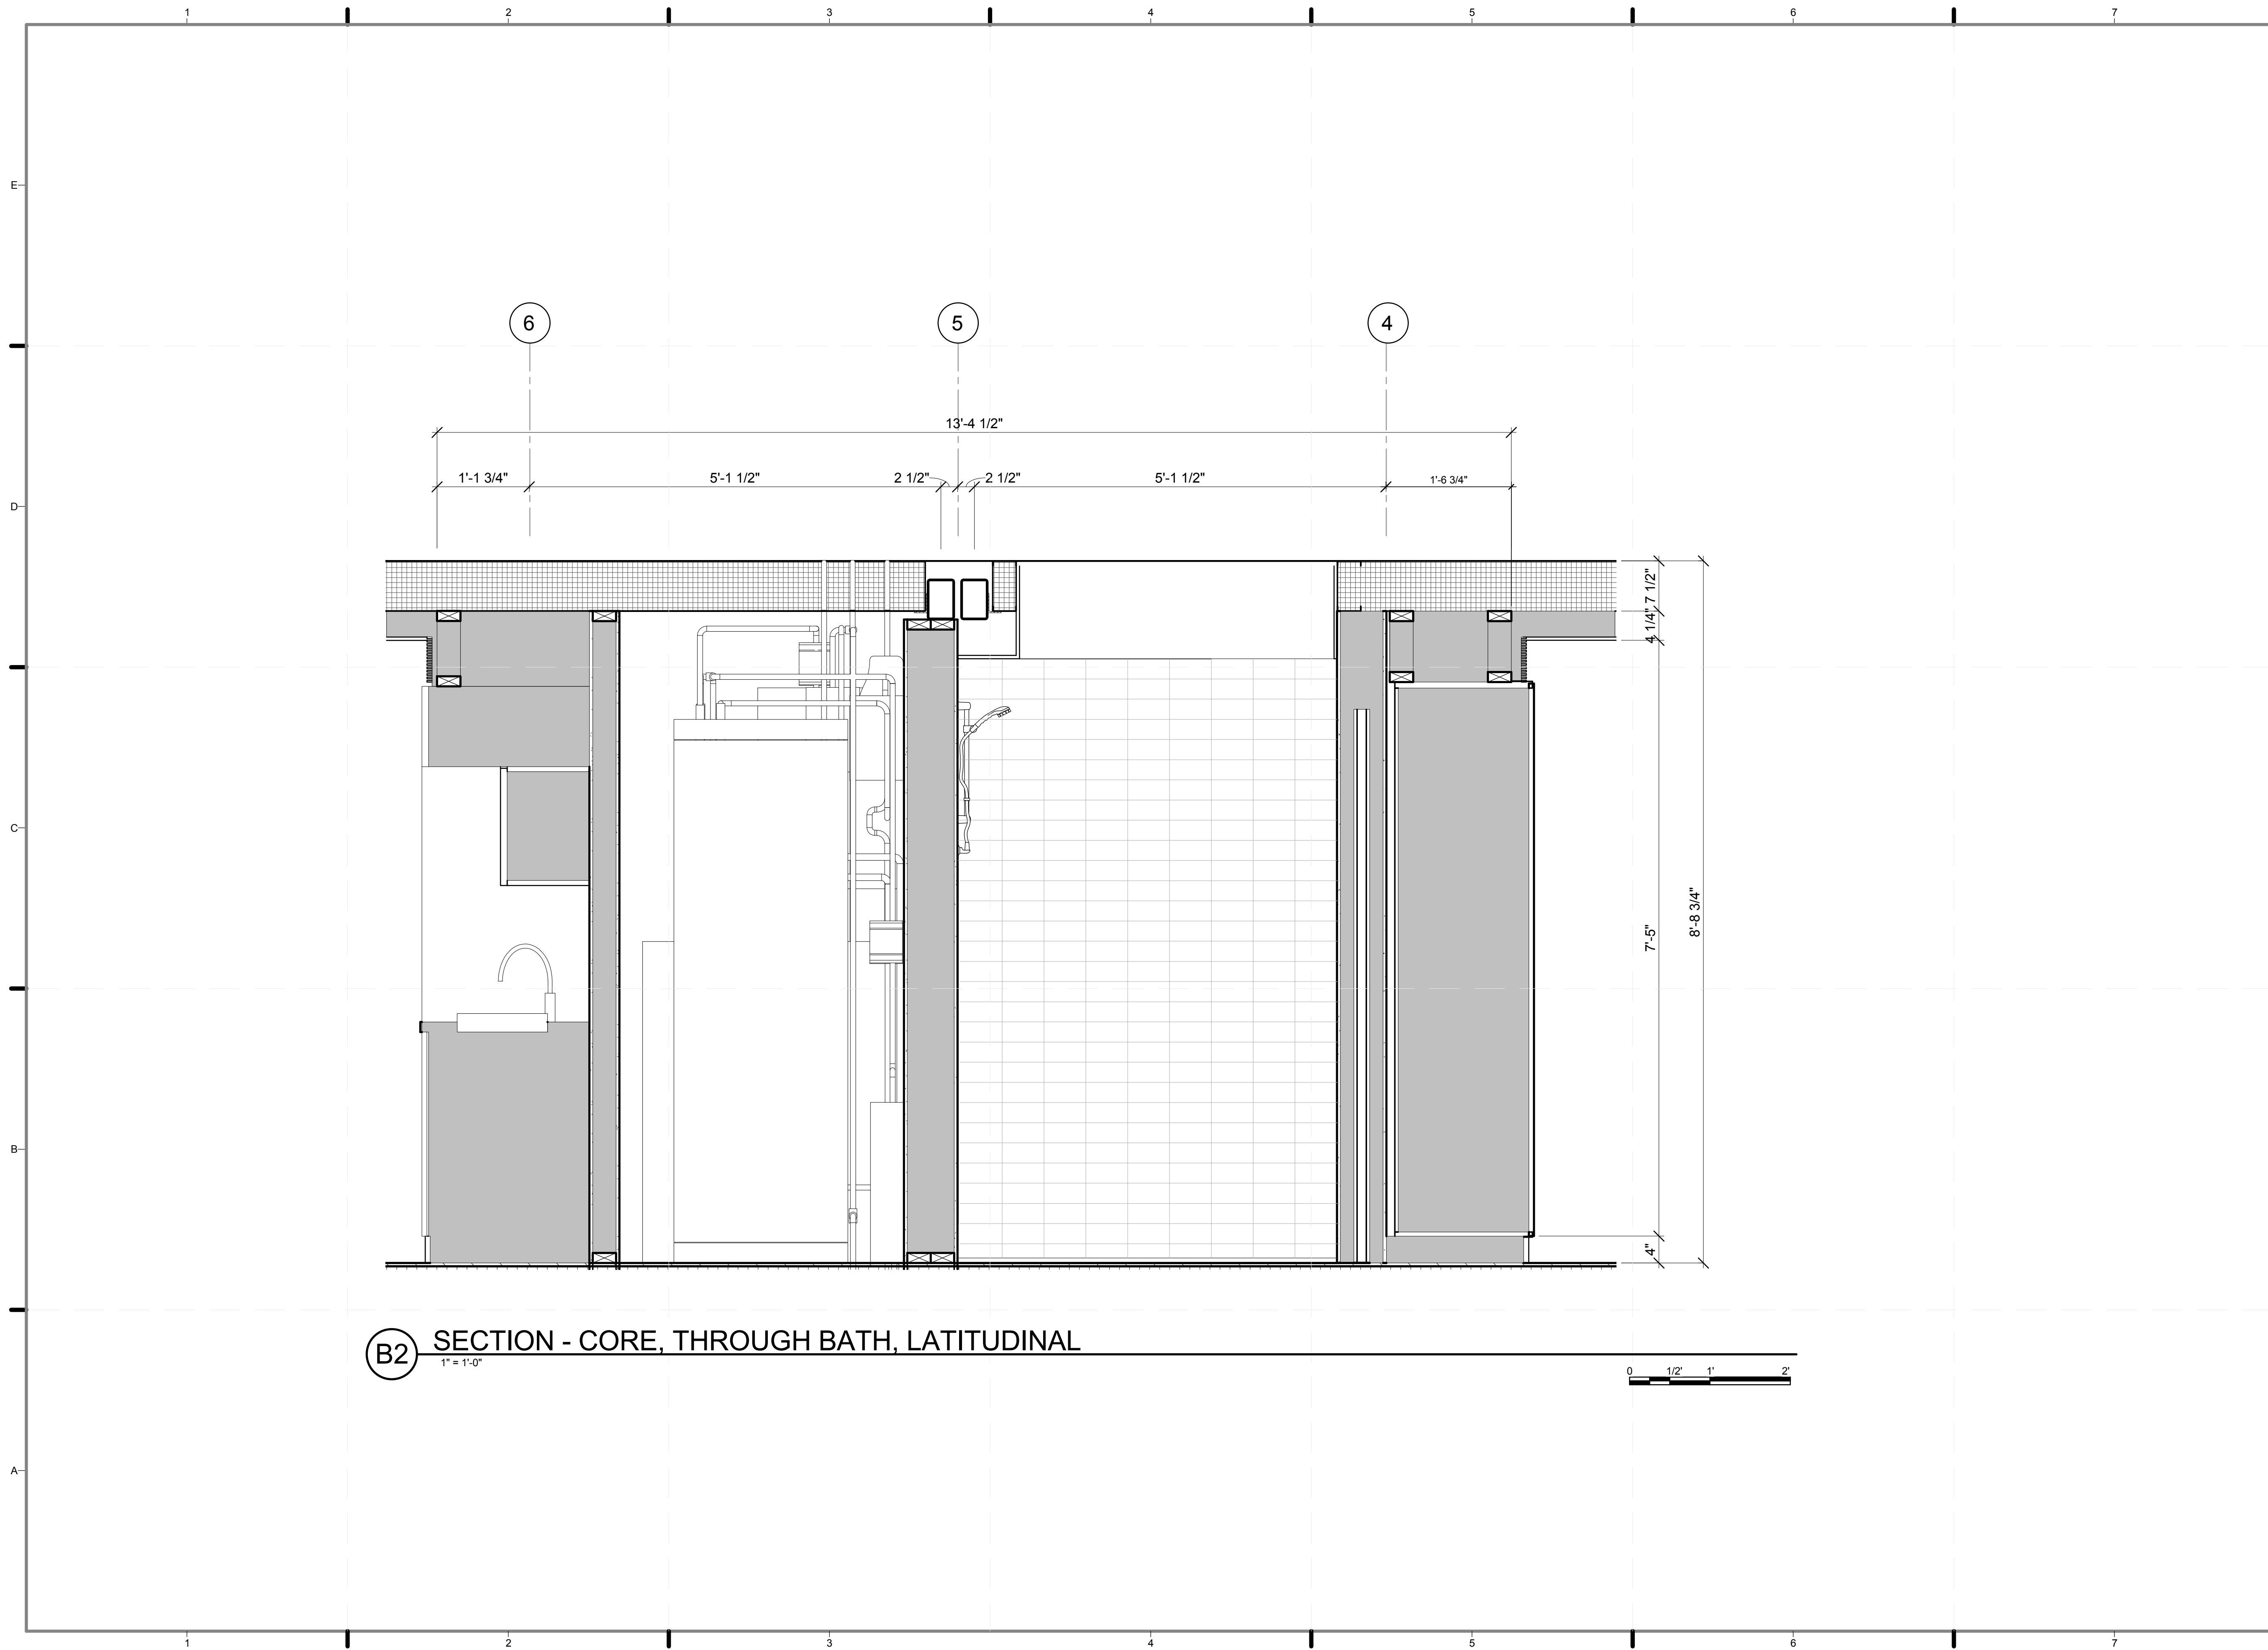 1 2 3 4 5 6 7
E
6 5 4
13'-4 1/2"
1'-1 3/4" 5'-1 1/2" 2 1/2" 2 1/2" 5'-1 1/2" 1'-6 3/4"
D
7 1/2"
4 1/4"
C
8'-8 3/4"
7'-5"
B
4"
B2 SECTION - CORE, THROUGH BATH, LATITUDINAL
1" = 1'-0"
0 1/2' 1' 2'
A
1 2 3 4 5 6 7